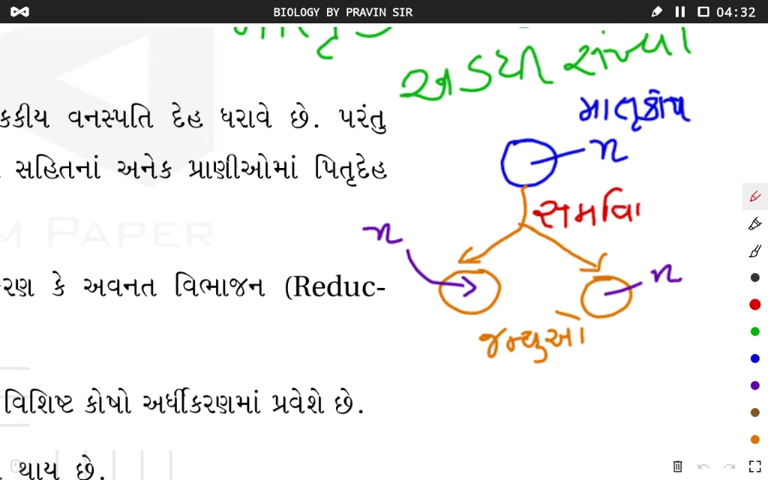 BIOLOGY BY PRAVIN SIR
04:32
અડધી સંખ્યા
કકીય વનસ્પતિ દેહ ધરાવે છે. પરંતુ
સહિતનાં અનેક પ્રાણીઓમાં પિતૃદેહ
માતૃકોષ
n
સમવિ
M PAPER
n
n
રણ કે અવનત વિભાજન (Reduc-
જન્યુઓ
વિશિષ્ટ કોષો અર્ધીકરણમાં પ્રવેશે છે.
થાય છે.